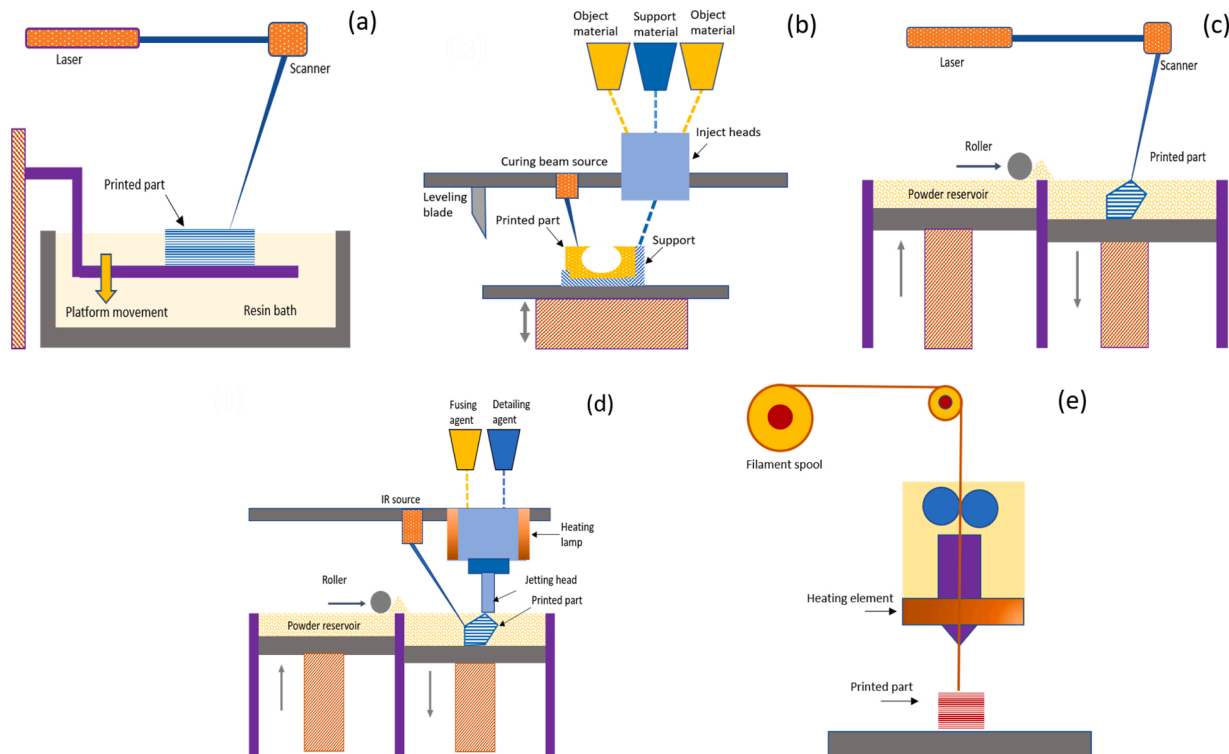 (a)
Laser
Scanner
Printed part
Platform movement
Resin bath
(b)
Object
material
Support
material
Object
material
Inject heads
Curing beam source
Leveling
blade
Printed part
Support
(c)
Laser
Scanner
Roller
Printed part
Powder reservoir
(d)
Fusing
agent
Detailing
agent
IR source
Heating
lamp
Jetting head
Roller
Printed part
Powder reservoir
(e)
Filament spool
Heating element
Printed part